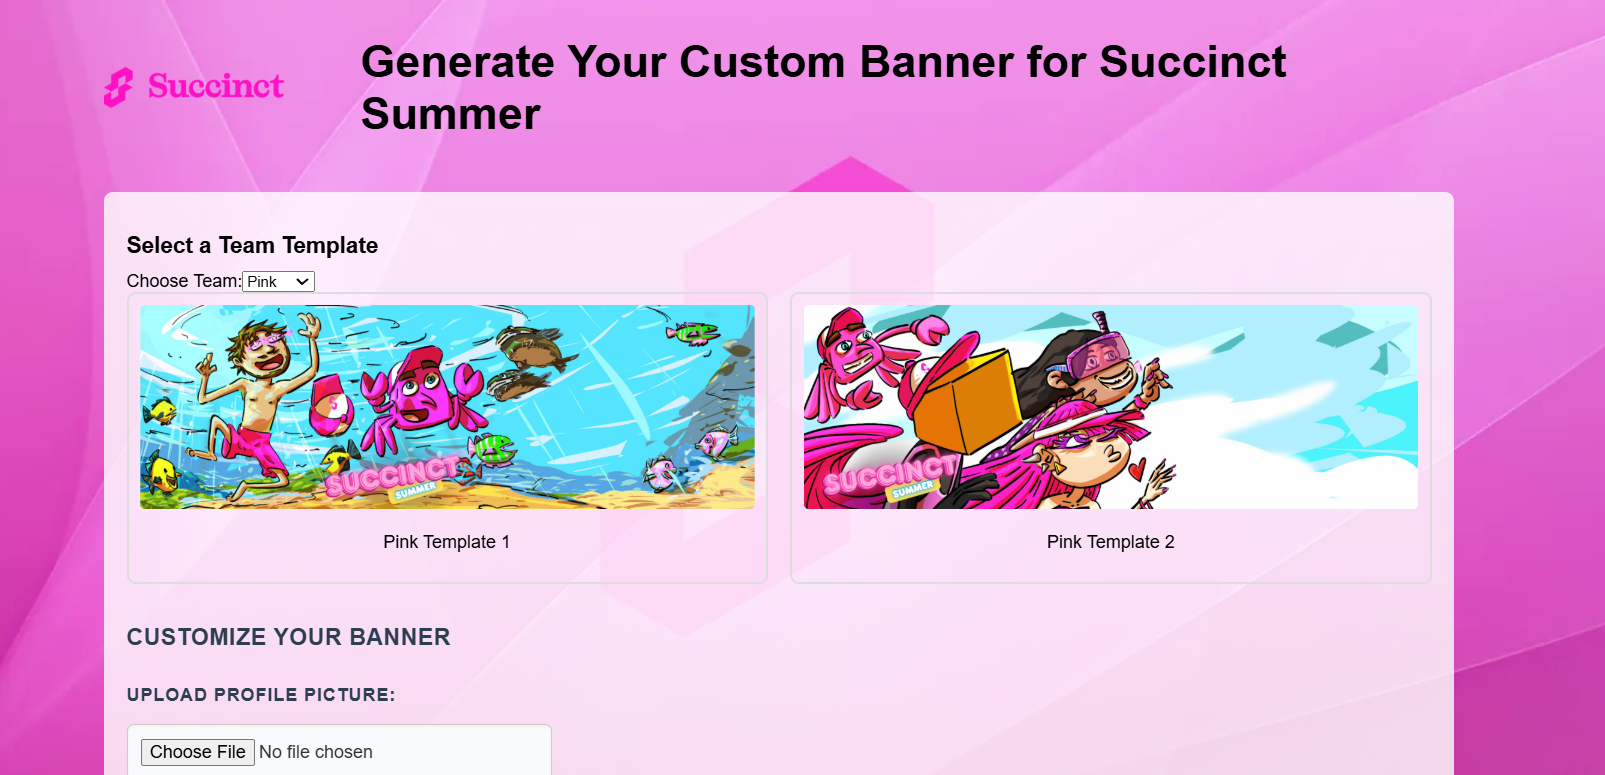 Succinct
Generate Your Custom Banner for Succinct
Summer
Select a Team Template
Choose Team: Pink
SUCCINCT
SUMMER
SUCCINCT
SUMMER
Pink Template 1
Pink Template 2
CUSTOMIZE YOUR BANNER
UPLOAD PROFILE PICTURE:
Choose File No file chosen